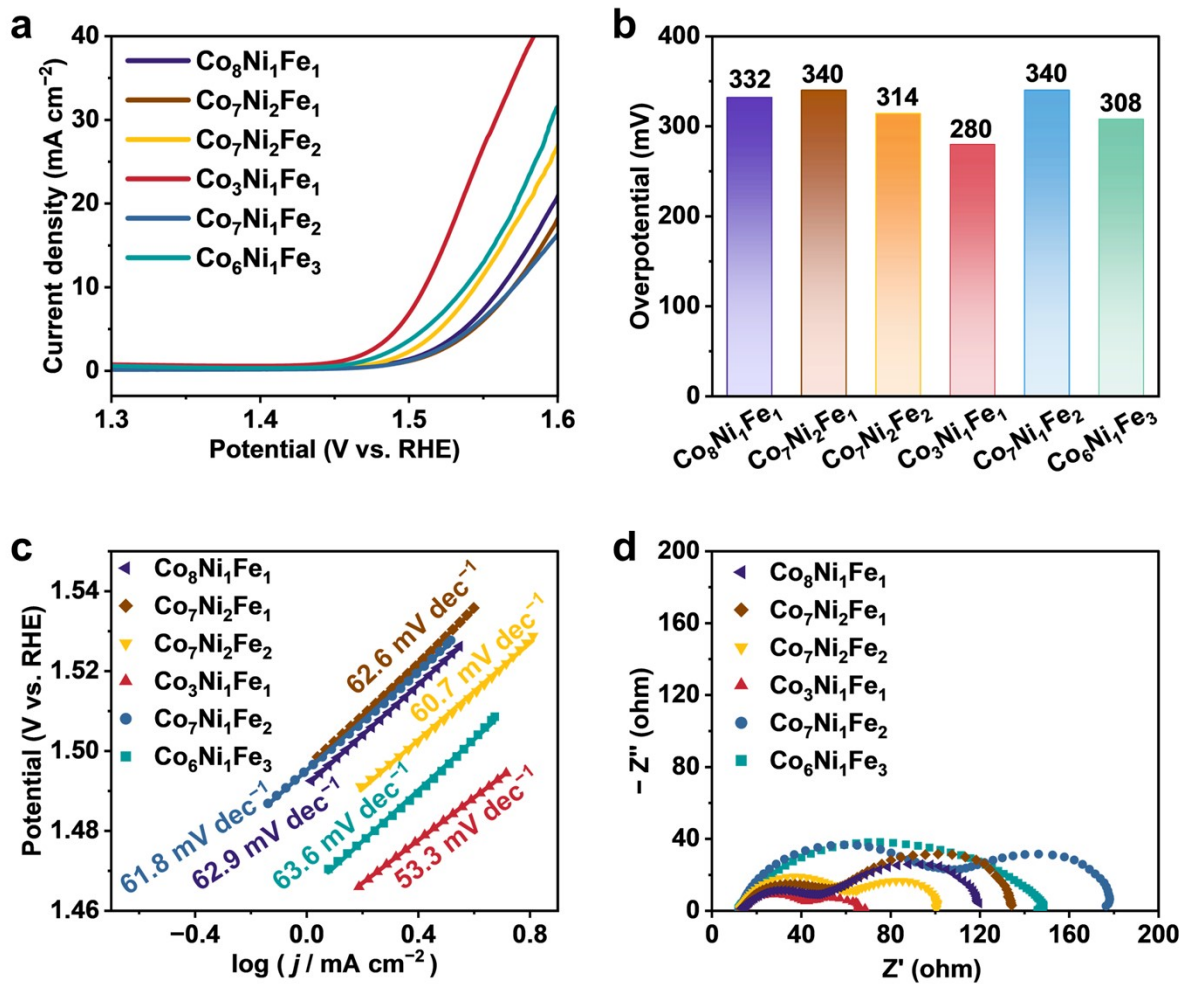 a
Current density (mA cm⁻²)
40
30
20
10
0
Co₈Ni₁Fe₁
Co₇Ni₂Fe₁
Co₇Ni₂Fe₂
Co₃Ni₁Fe₁
Co₇Ni₁Fe₂
Co₆Ni₁Fe₃
1.3 1.4 1.5 1.6
Potential (V vs. RHE)
b
Overpotential (mV)
400
300
200
100
0
332 340 314 280 340 308
Co₈Ni₁Fe₁ Co₇Ni₂Fe₁ Co₇Ni₂Fe₂ Co₃Ni₁Fe₁ Co₇Ni₁Fe₂ Co₆Ni₁Fe₃
c
Potential (V vs. RHE)
1.54
1.52
1.50
1.48
1.46
Co₈Ni₁Fe₁
Co₇Ni₂Fe₁
Co₇Ni₂Fe₂
Co₃Ni₁Fe₁
Co₇Ni₁Fe₂
Co₆Ni₁Fe₃
62.6 mV dec⁻¹
60.7 mV dec⁻¹
61.8 mV dec⁻¹
62.9 mV dec⁻¹
63.6 mV dec⁻¹
53.3 mV dec⁻¹
−0.4 0.0 0.4 0.8
log ( j / mA cm⁻²)
d
− Z'' (ohm)
200
160
120
80
40
0
Co₈Ni₁Fe₁
Co₇Ni₂Fe₁
Co₇Ni₂Fe₂
Co₃Ni₁Fe₁
Co₇Ni₁Fe₂
Co₆Ni₁Fe₃
0 40 80 120 160 200
Z' (ohm)